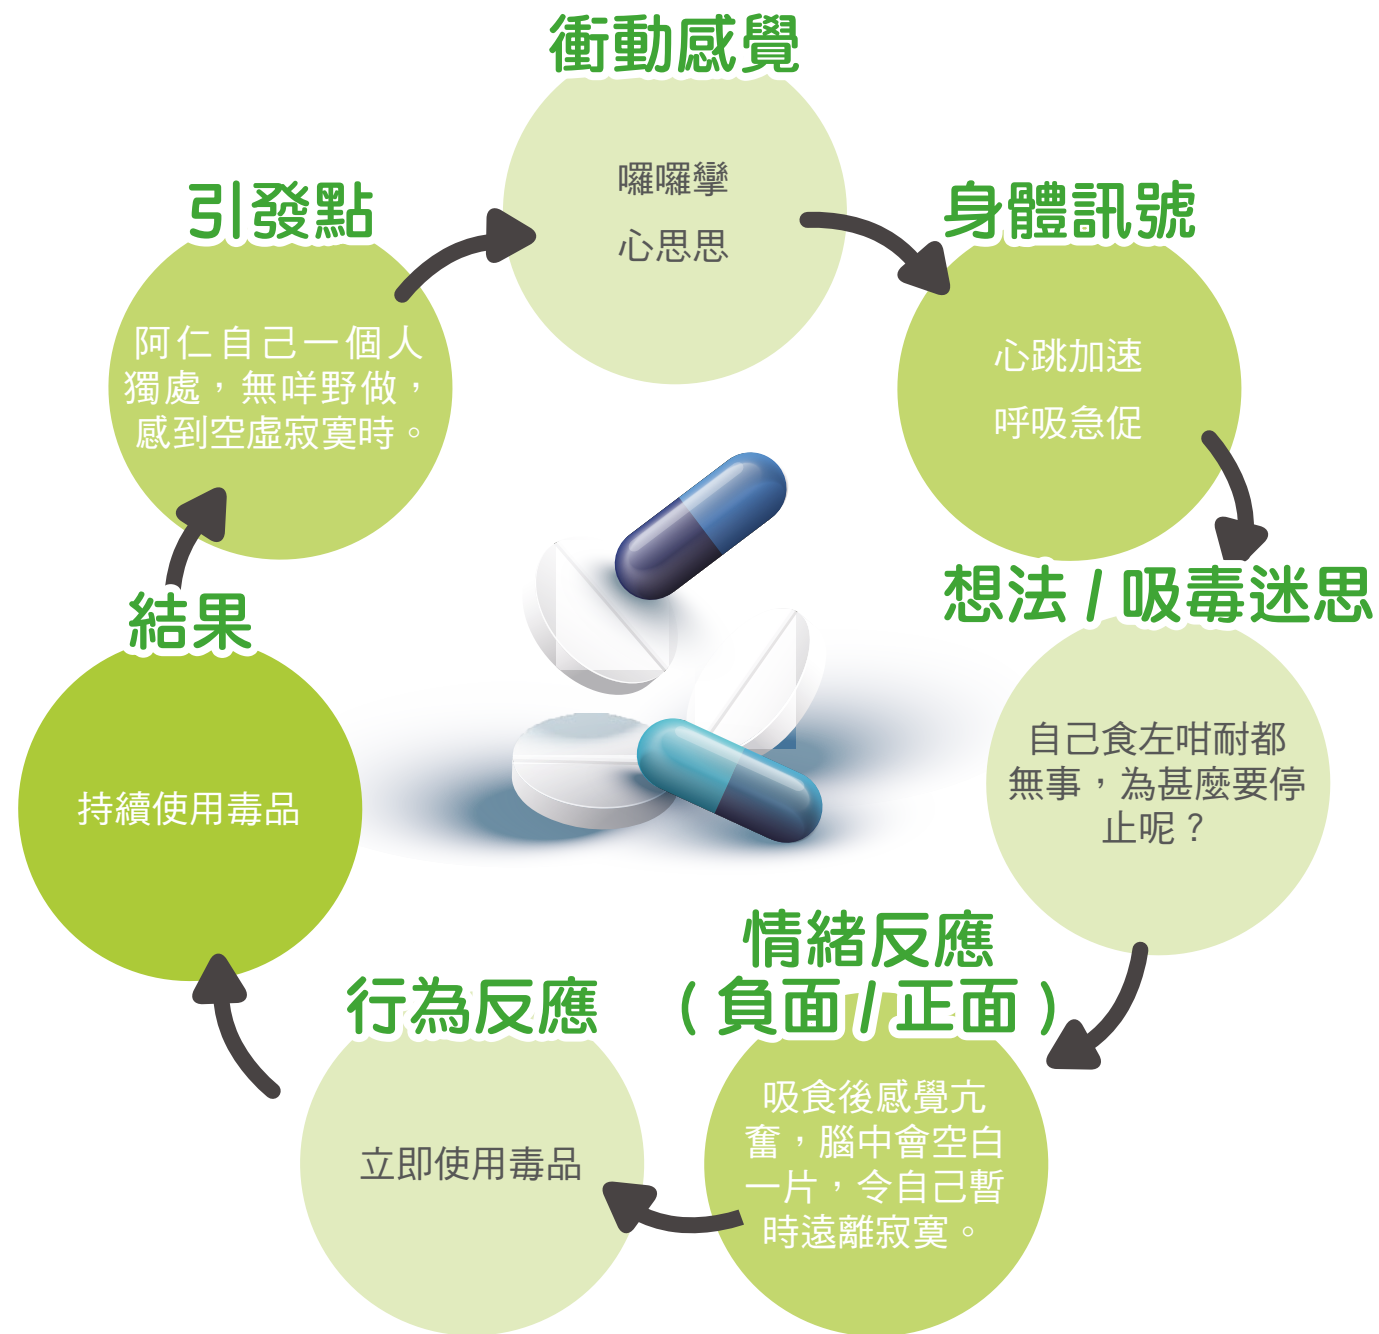 衝動感覺
囉囉攣
心思思
身體訊號
心跳加速
呼吸急促
想法 / 吸毒迷思
自己食左咁耐都
無事，為甚麼要停
止呢？
情緒反應
( 負面 / 正面 )
吸食後感覺亢
奮，腦中會空白
一片，令自己暫
時遠離寂寞。
行為反應
立即使用毒品
結果
持續使用毒品
引發點
阿仁自己一個人
獨處，無咩野做，
感到空虛寂寞時。